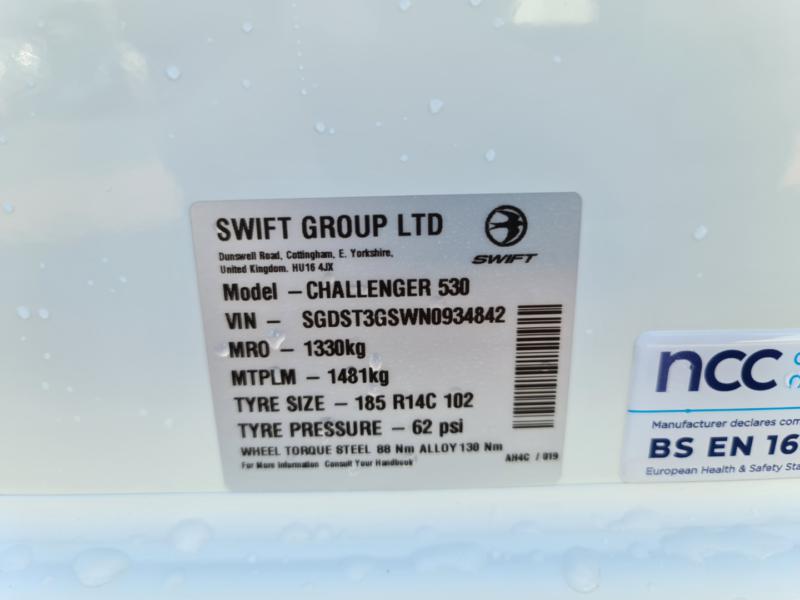 SWIFT GROUP LTD
Dunswell Road, Cottingham, E. Yorkshire,
United Kingdom. HU16 4JX
SWIFT
Model – CHALLENGER 530
VIN – SGDST3GSWN0934842
MRO – 1330kg
MTPLM – 1481kg
TYRE SIZE – 185 R14C 102
TYRE PRESSURE – 62 psi
WHEEL TORQUE STEEL 88 Nm ALLOY 130 Nm
For More Information Consult Your Handbook
AH4C / 019
ncc
Manufacturer declares com
BS EN 16
European Health & Safety Sta